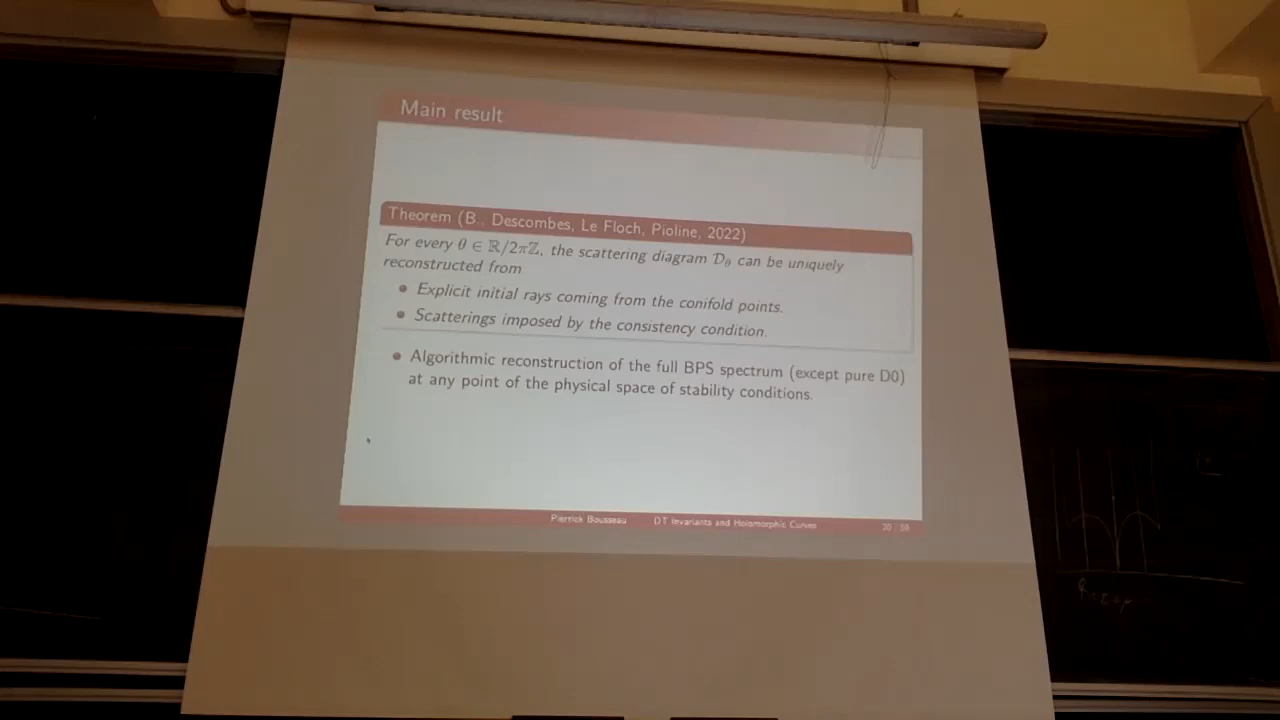 Main result
Theorem (B., Descombes, Le Floch, Pioline, 2022)
For every θ ∈ ℝ/2πℤ, the scattering diagram 𝒟_θ can be uniquely
reconstructed from
• Explicit initial rays coming from the conifold points.
• Scatterings imposed by the consistency condition.
• Algorithmic reconstruction of the full BPS spectrum (except pure D0)
at any point of the physical space of stability conditions.
Pierrick Bousseau DT Invariants and Holomorphic Curves